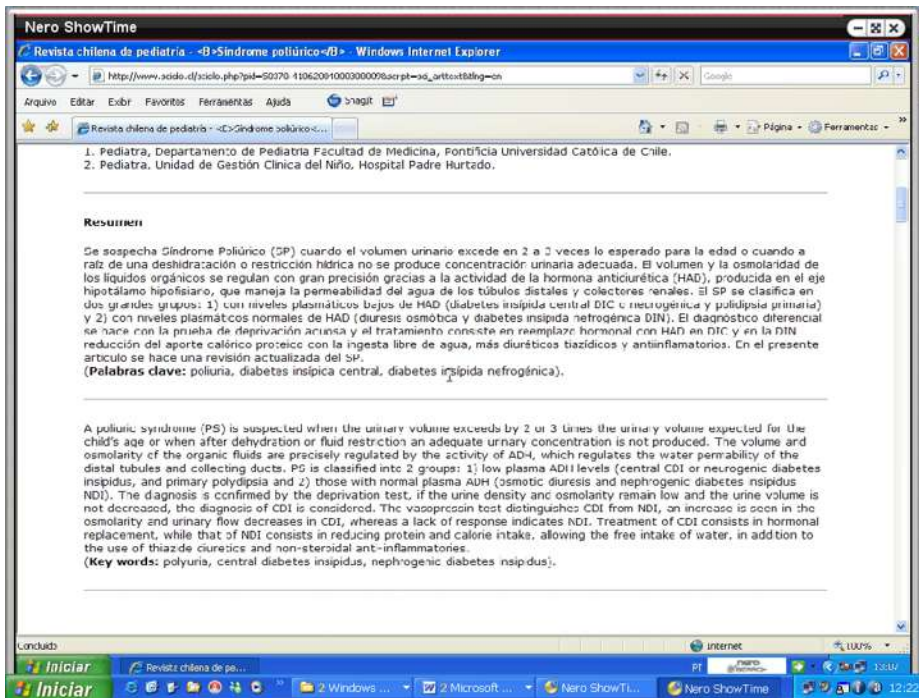 Nero ShowTime
Revista chilena de pediatría - <B>Síndrome poliúrico</B> - Windows Internet Explorer
Google
Arquivo Editar Exibir Favoritos Ferramentas Ajuda SnagIt
Revista chilena de pediatría - Página Ferramentas
1. Pediatra, Departamento de Pediatría Facultad de Medicina, Pontificia Universidad Católica de Chile.
2. Pediatra, Unidad de Gestión Clínica del Niño, Hospital Padre Hurtado.
Resumen
Se sospecha Síndrome Poliúrico (SP) cuando el volumen urinario excede en 2 a 3 veces lo esperado para la edad o cuando a
raíz de una deshidratación o restricción hídrica no se produce concentración urinaria adecuada. El volumen y la osmolaridad de
los líquidos orgánicos se regulan con gran precisión gracias a la actividad de la hormona antidiurética (HAD), producida en el eje
hipotálamo hipofisiario, que maneja la permeabilidad del agua de los túbulos distales y colectores renales. El SP se clasifica en
dos grandes grupos: 1) con niveles plasmáticos bajos de HAD (diabetes insípida central DIC o neurogénica y polidipsia primaria)
y 2) con niveles plasmáticos normales de HAD (diuresis osmótica y diabetes insípida nefrogénica DIN). El diagnóstico diferencial
se hace con la prueba de deprivación acuosa y el tratamiento consiste en reemplazo hormonal con HAD en DIC y en la DIN
reducción del aporte calórico proteico con la ingesta libre de agua, más diuréticos tiazídicos y antiinflamatorios. En el presente
artículo se hace una revisión actualizada del SP.
(Palabras clave: poliuria, diabetes insípica central, diabetes insípida nefrogénica).
A poliuric syndrome (PS) is suspected when the urinary volume exceeds by 2 or 3 times the urinary volume expected for the
child's age or when after dehydration or fluid restriction an adequate urinary concentration is not produced. The volume and
osmolarity of the organic fluids are precisely regulated by the activity of ADH, which regulates the water permability of the
distal tubules and collecting ducts. PS is classified into 2 groups: 1) low plasma ADH levels (central CDI or neurogenic diabetes
insipidus, and primary polydipsia and 2) those with normal plasma ADH (osmotic diuresis and nephrogenic diabetes insipidus
NDI). The diagnosis is confirmed by the deprivation test, if the urine density and osmolarity remain low and the urine volume is
not decreased, the diagnosis of CDI is considered. The vasopressin test distinguishes CDI from NDI, an increase is seen in the
osmolarity and urinary flow decreases in CDI, whereas a lack of response indicates NDI. Treatment of CDI consists in hormonal
replacement, while that of NDI consists in reducing protein and calorie intake, allowing the free intake of water, in addition to
the use of thiazide diuretics and non-steroidal anti-inflammatories.
(Key words: polyuria, central diabetes insipidus, nephrogenic diabetes insipidus).
Concluído Internet 100%
Iniciar Revista chilena de pe... PT
Iniciar 2 Windows ... 2 Microsoft ... Nero ShowTi... Nero ShowTime